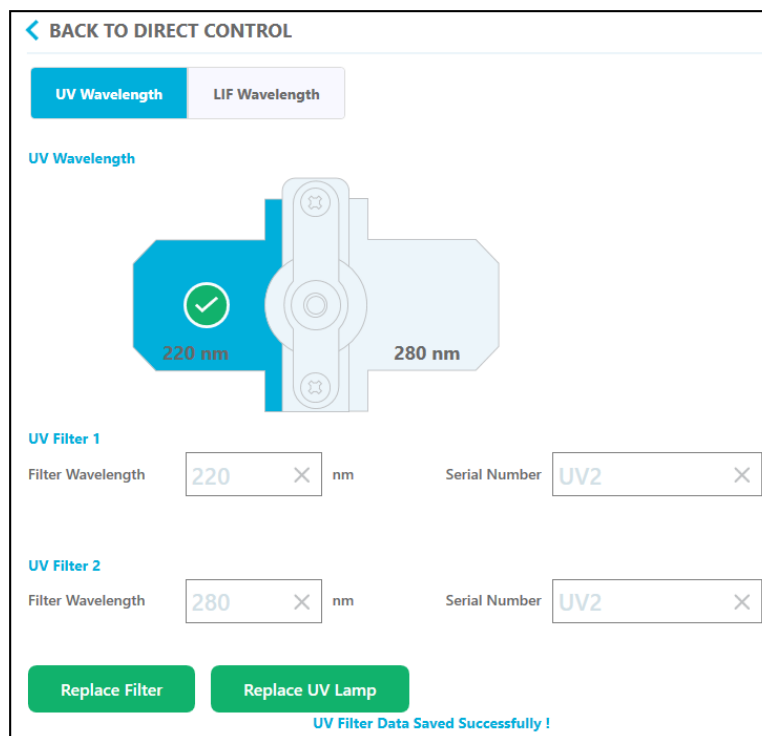 BACK TO DIRECT CONTROL
UV Wavelength LIF Wavelength
UV Wavelength
220 nm 280 nm
UV Filter 1
Filter Wavelength 220 nm Serial Number UV2
UV Filter 2
Filter Wavelength 280 nm Serial Number UV2
Replace Filter Replace UV Lamp
UV Filter Data Saved Successfully !